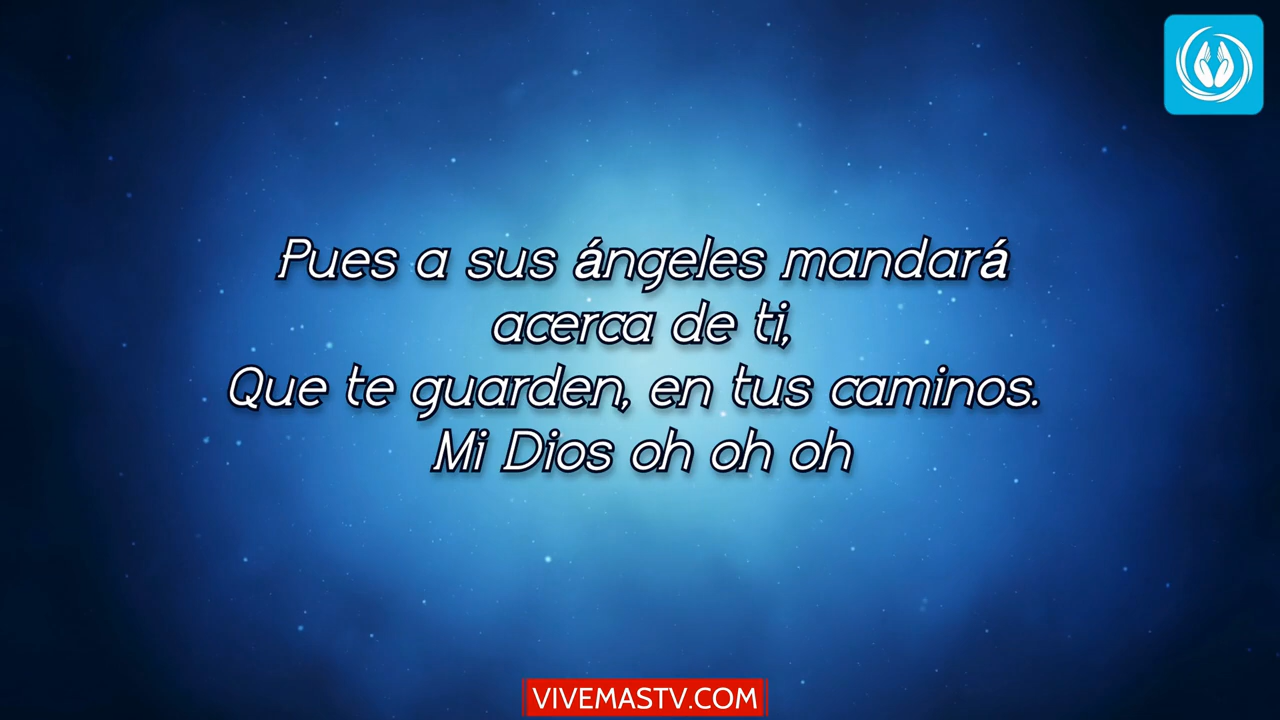 Pues a sus ángeles mandará
acerca de ti,
Que te guarden, en tus caminos.
Mi Dios oh oh oh
VIVEMASTV.COM